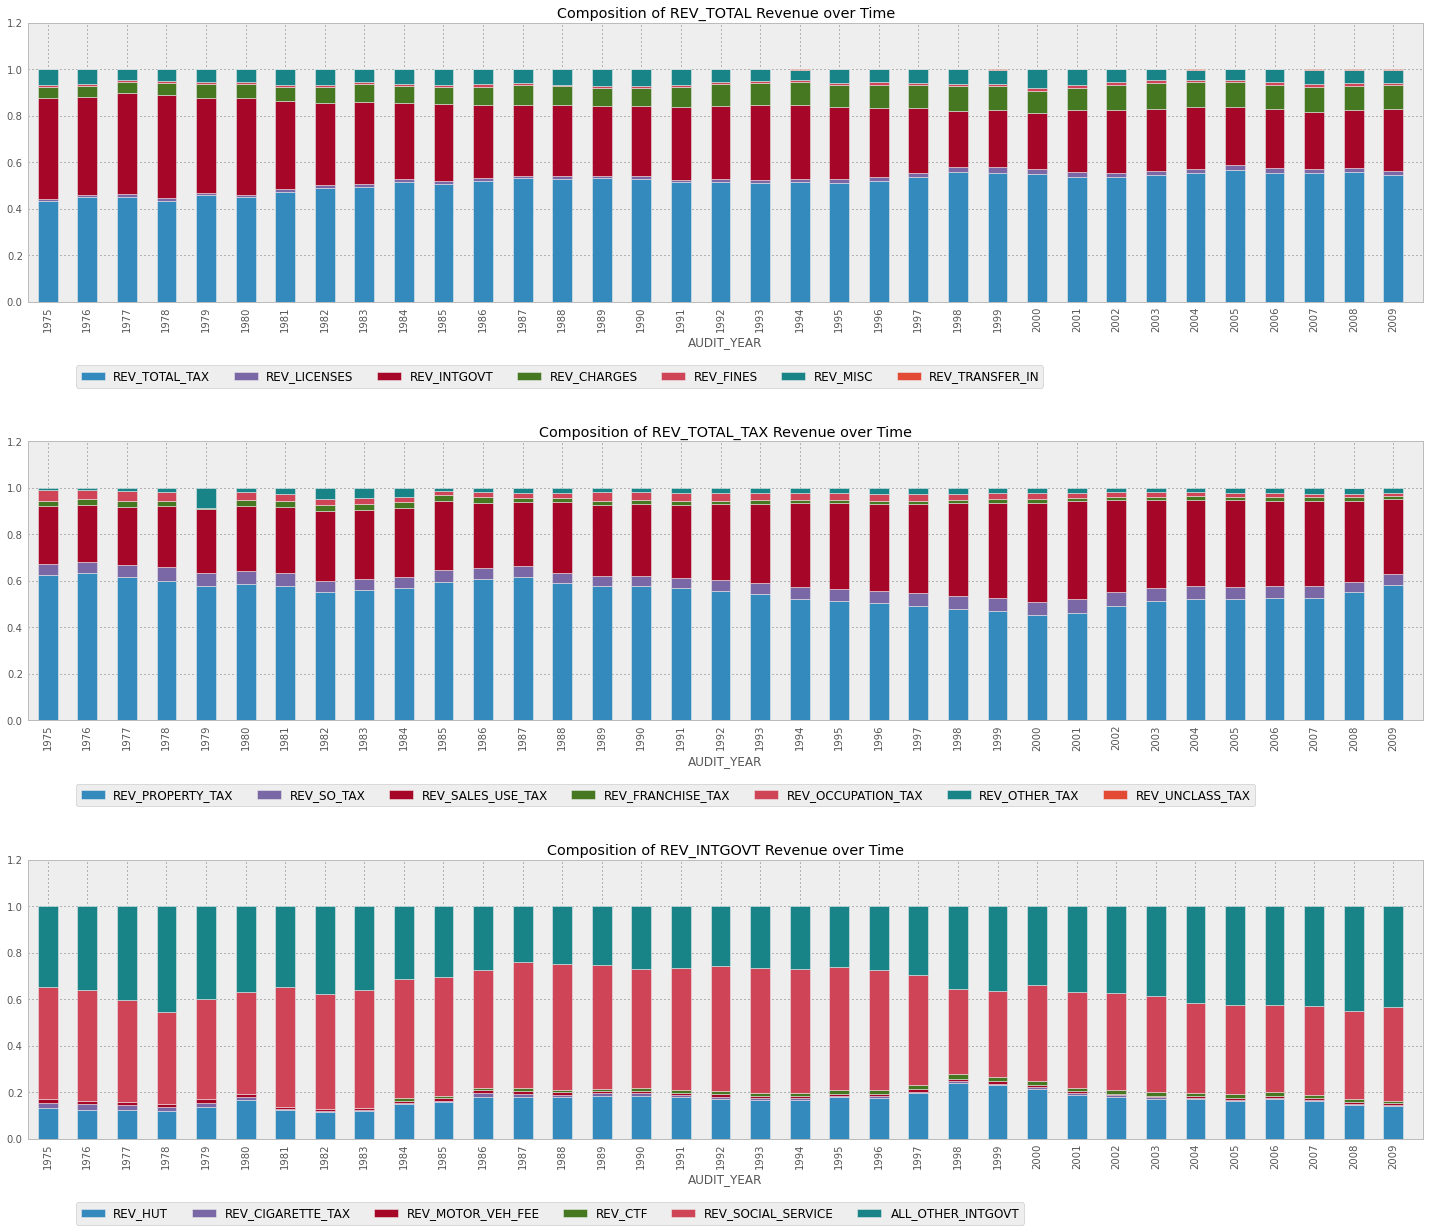 Composition of REV_TOTAL Revenue over Time
1.2
1.0
0.8
0.6
0.4
0.2
0.0
1975 1976 1977 1978 1979 1980 1981 1982 1983 1984 1985 1986 1987 1988 1989 1990 1991 1992 1993 1994 1995 1996 1997 1998 1999 2000 2001 2002 2003 2004 2005 2006 2007 2008 2009
AUDIT_YEAR
REV_TOTAL_TAX REV_LICENSES REV_INTGOVT REV_CHARGES REV_FINES REV_MISC REV_TRANSFER_IN
Composition of REV_TOTAL_TAX Revenue over Time
1.2
1.0
0.8
0.6
0.4
0.2
0.0
1975 1976 1977 1978 1979 1980 1981 1982 1983 1984 1985 1986 1987 1988 1989 1990 1991 1992 1993 1994 1995 1996 1997 1998 1999 2000 2001 2002 2003 2004 2005 2006 2007 2008 2009
AUDIT_YEAR
REV_PROPERTY_TAX REV_SO_TAX REV_SALES_USE_TAX REV_FRANCHISE_TAX REV_OCCUPATION_TAX REV_OTHER_TAX REV_UNCLASS_TAX
Composition of REV_INTGOVT Revenue over Time
1.2
1.0
0.8
0.6
0.4
0.2
0.0
1975 1976 1977 1978 1979 1980 1981 1982 1983 1984 1985 1986 1987 1988 1989 1990 1991 1992 1993 1994 1995 1996 1997 1998 1999 2000 2001 2002 2003 2004 2005 2006 2007 2008 2009
AUDIT_YEAR
REV_HUT REV_CIGARETTE_TAX REV_MOTOR_VEH_FEE REV_CTF REV_SOCIAL_SERVICE ALL_OTHER_INTGOVT